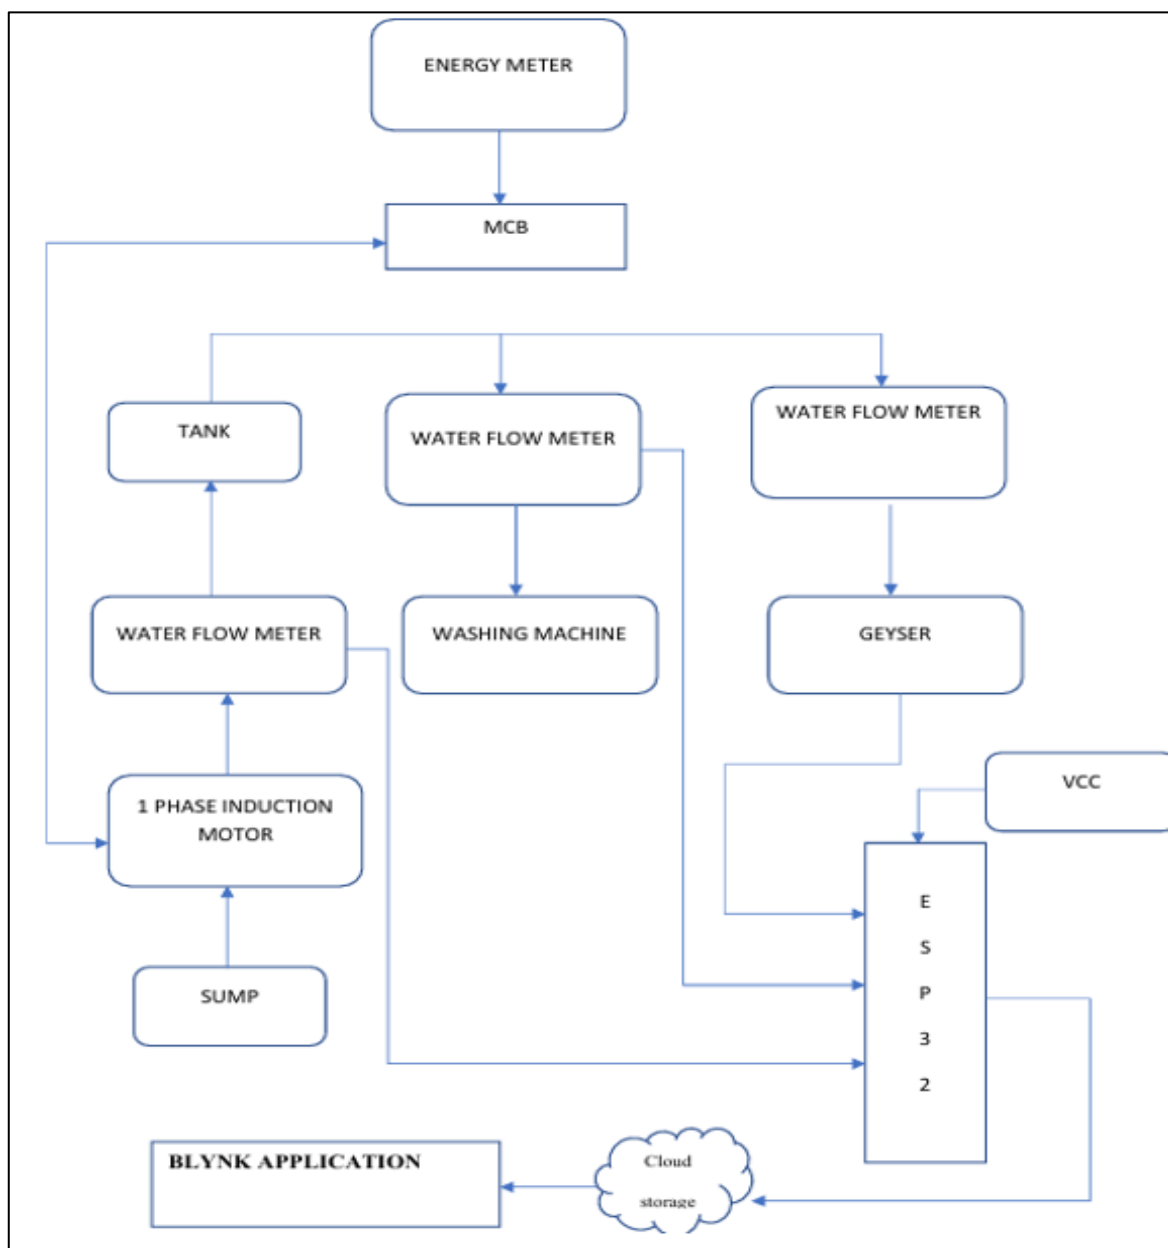 ENERGY METER
MCB
TANK
WATER FLOW METER
WATER FLOW METER
WATER FLOW METER
WASHING MACHINE
GEYSER
1 PHASE INDUCTION
MOTOR
VCC
SUMP
E
S
P
3
2
BLYNK APPLICATION
Cloud
storage